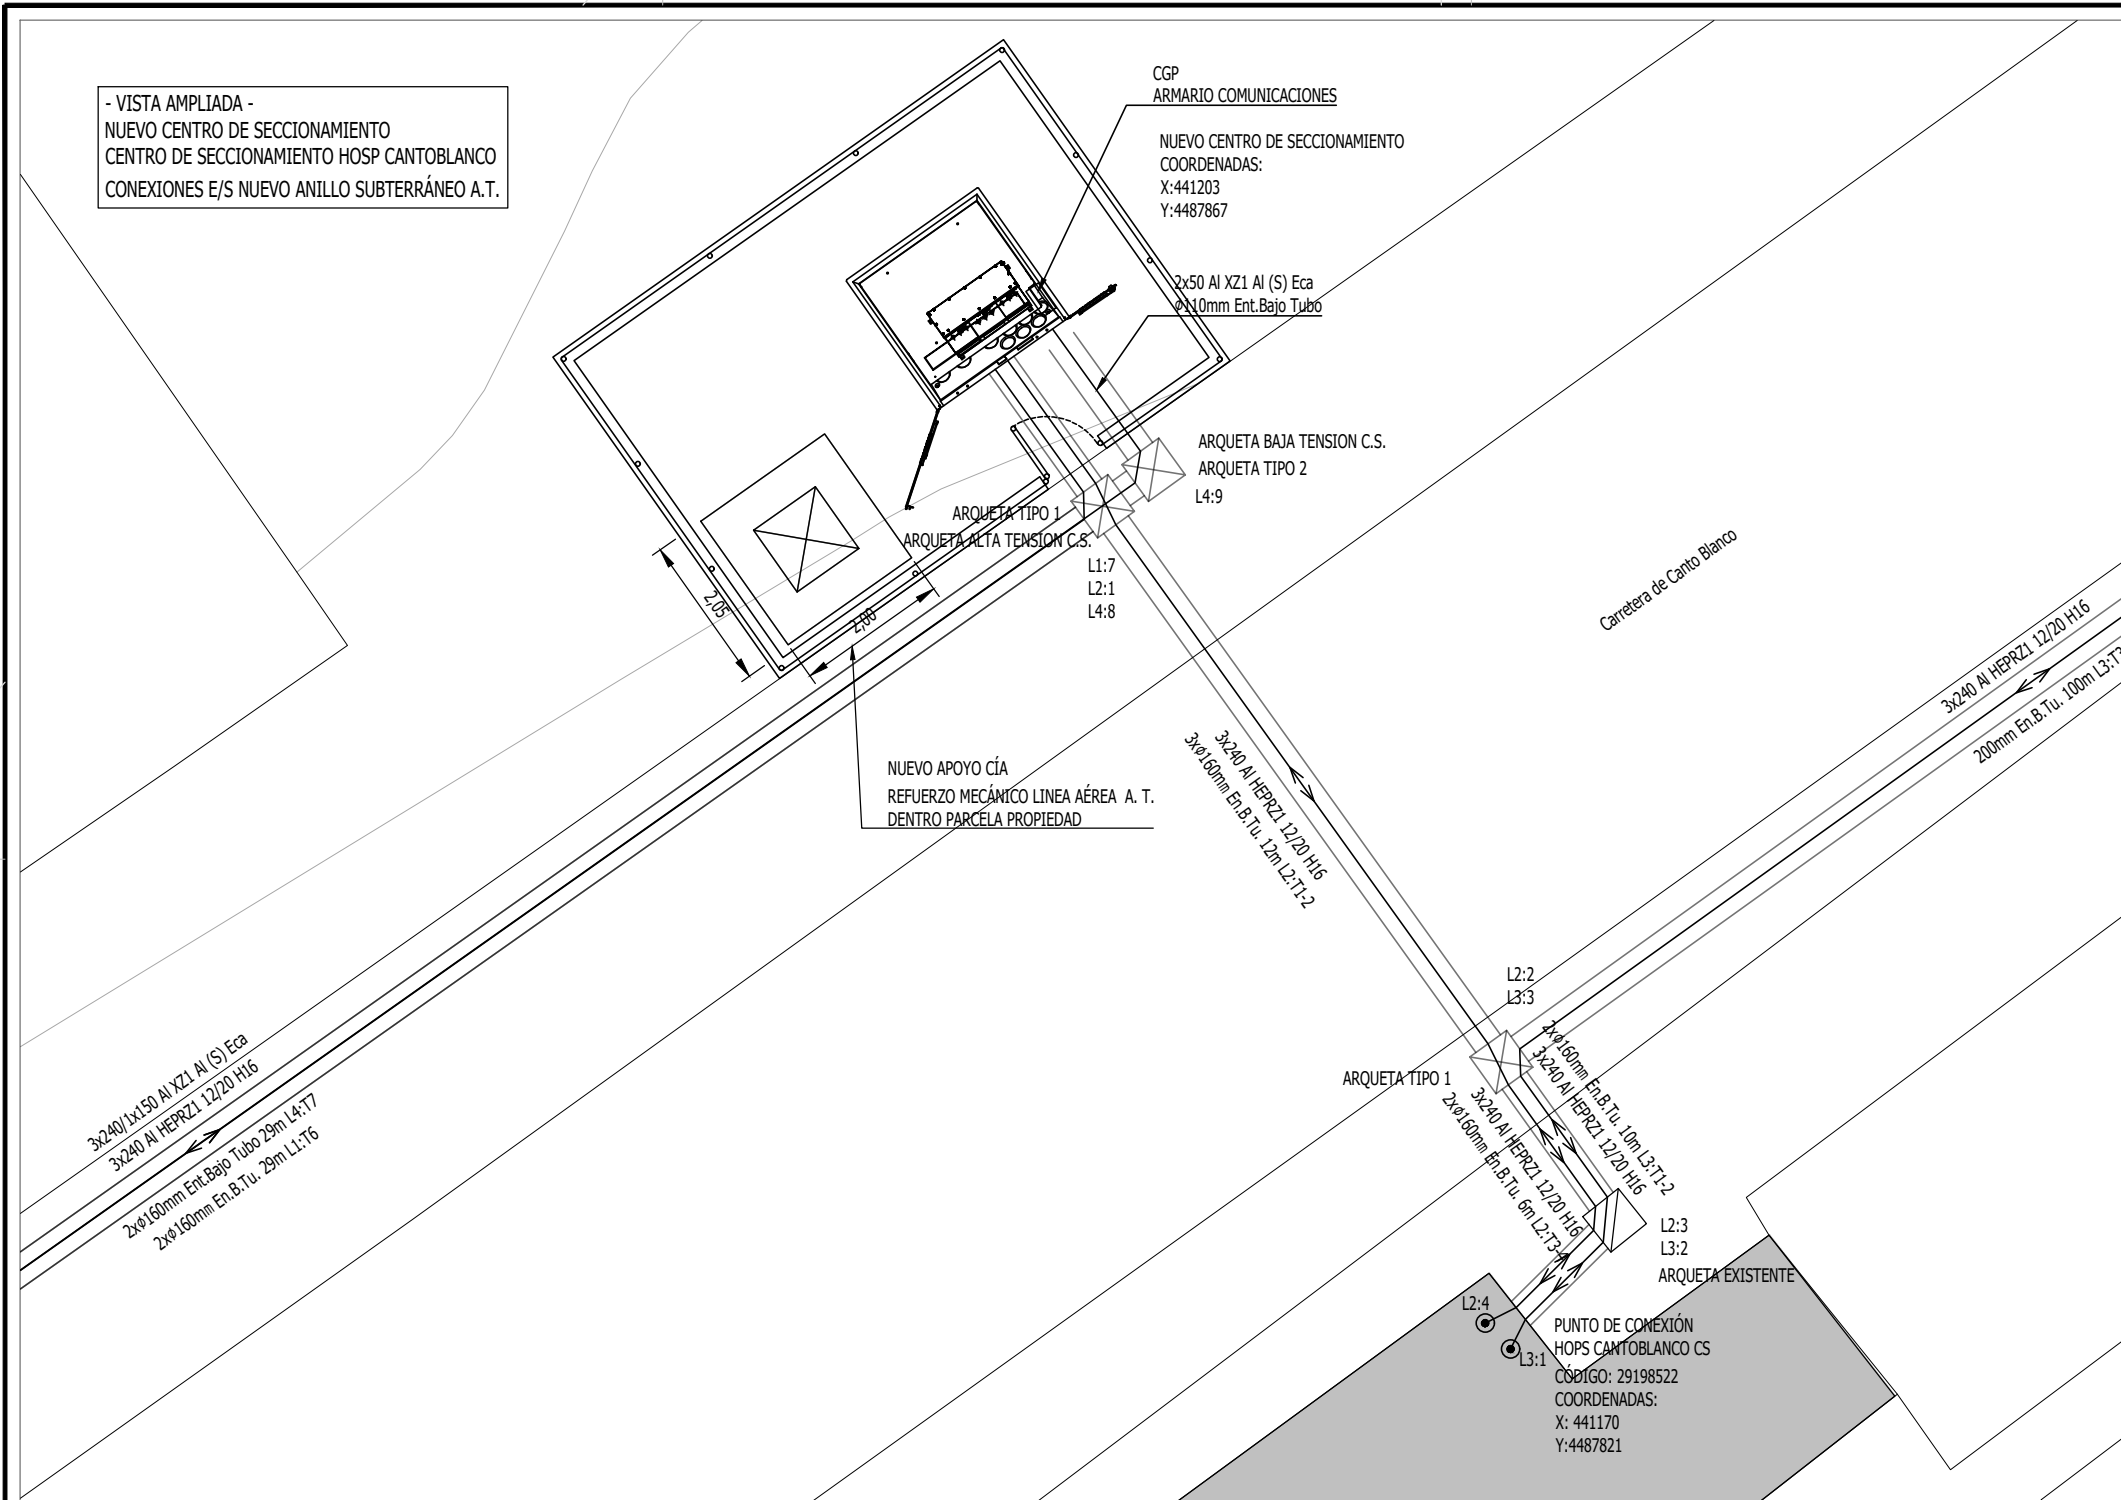 - VISTA AMPLIADA -
NUEVO CENTRO DE SECCIONAMIENTO
CENTRO DE SECCIONAMIENTO HOSP CANTOBLANCO
CONEXIONES E/S NUEVO ANILLO SUBTERRÁNEO A.T.
CGP
ARMARIO COMUNICACIONES
NUEVO CENTRO DE SECCIONAMIENTO
COORDENADAS:
X:441203
Y:4487867
2x50 Al XZ1 Al (S) Eca
φ110mm Ent.Bajo Tubo
ARQUETA BAJA TENSION C.S.
ARQUETA TIPO 2
L4:9
ARQUETA TIPO 1
ARQUETA ALTA TENSION C.S.
L1:7
L2:1
L4:8
2,05
2,00
Carretera de Canto Blanco
3x240 Al HEPRZ1 12/20 H16
200mm En.B.Tu. 100m L3:T3
NUEVO APOYO CÍA
REFUERZO MECÁNICO LINEA AÉREA A. T.
DENTRO PARCELA PROPIEDAD
3x240 Al HEPRZ1 12/20 H16
3xφ160mm En.B.Tu. 12m L2:T1-2
L2:2
L3:3
ARQUETA TIPO 1
2xφ160mm En.B.Tu. 10m L3:T1-2
3x240 Al HEPRZ1 12/20 H16
3x240 Al HEPRZ1 12/20 H16
2xφ160mm En.B.Tu. 6m L2:T3-4
3x240/1x150 Al XZ1 Al (S) Eca
3x240 Al HEPRZ1 12/20 H16
2xφ160mm Ent.Bajo Tubo 29m L4:T7
2xφ160mm En.B.Tu. 29m L1:T6
L2:3
L3:2
ARQUETA EXISTENTE
L2:4
L3:1
PUNTO DE CONEXIÓN
HOPS CANTOBLANCO CS
CÓDIGO: 29198522
COORDENADAS:
X: 441170
Y:4487821